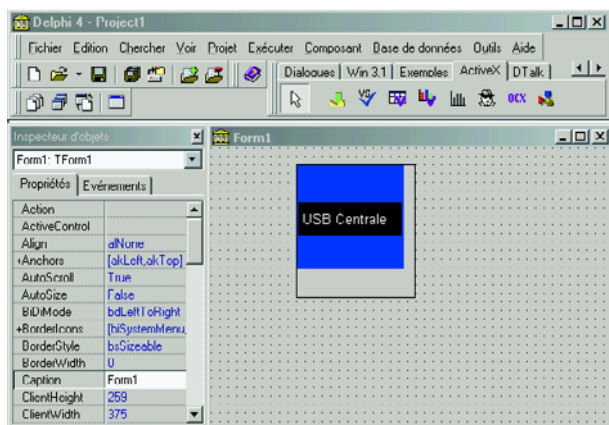 Delphi 4 - Project1
Fichier Edition Chercher Voir Projet Exécuter Composant Base de données Outils Aide
Dialogues Win 3.1 Exemples ActiveX DTalk
VS
OCX
Inspecteur d'objets
Form1
Form1: TForm1
Propriétés Evénements
USB Centrale
Action
ActiveControl
Align alNone
+Anchors [akLeft,akTop]
AutoScroll True
AutoSize False
BiDiMode bdLeftToRight
+BorderIcons [biSystemMenu,
BorderStyle bsSizeable
BorderWidth 0
Caption Form1
ClientHeight 259
ClientWidth 375